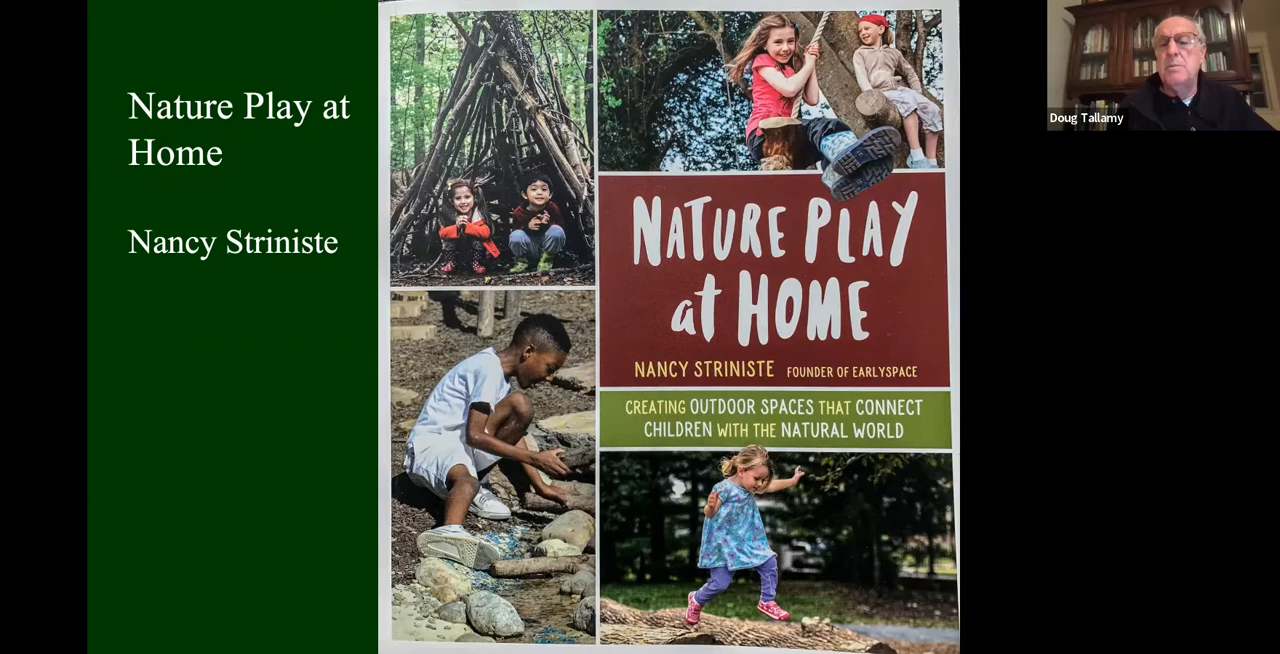 Nature Play at
Home
Nancy Striniste
NATURE PLAY
at HOME
NANCY STRINISTE FOUNDER OF EARLYSPACE
CREATING OUTDOOR SPACES THAT CONNECT
CHILDREN WITH THE NATURAL WORLD
Doug Tallamy